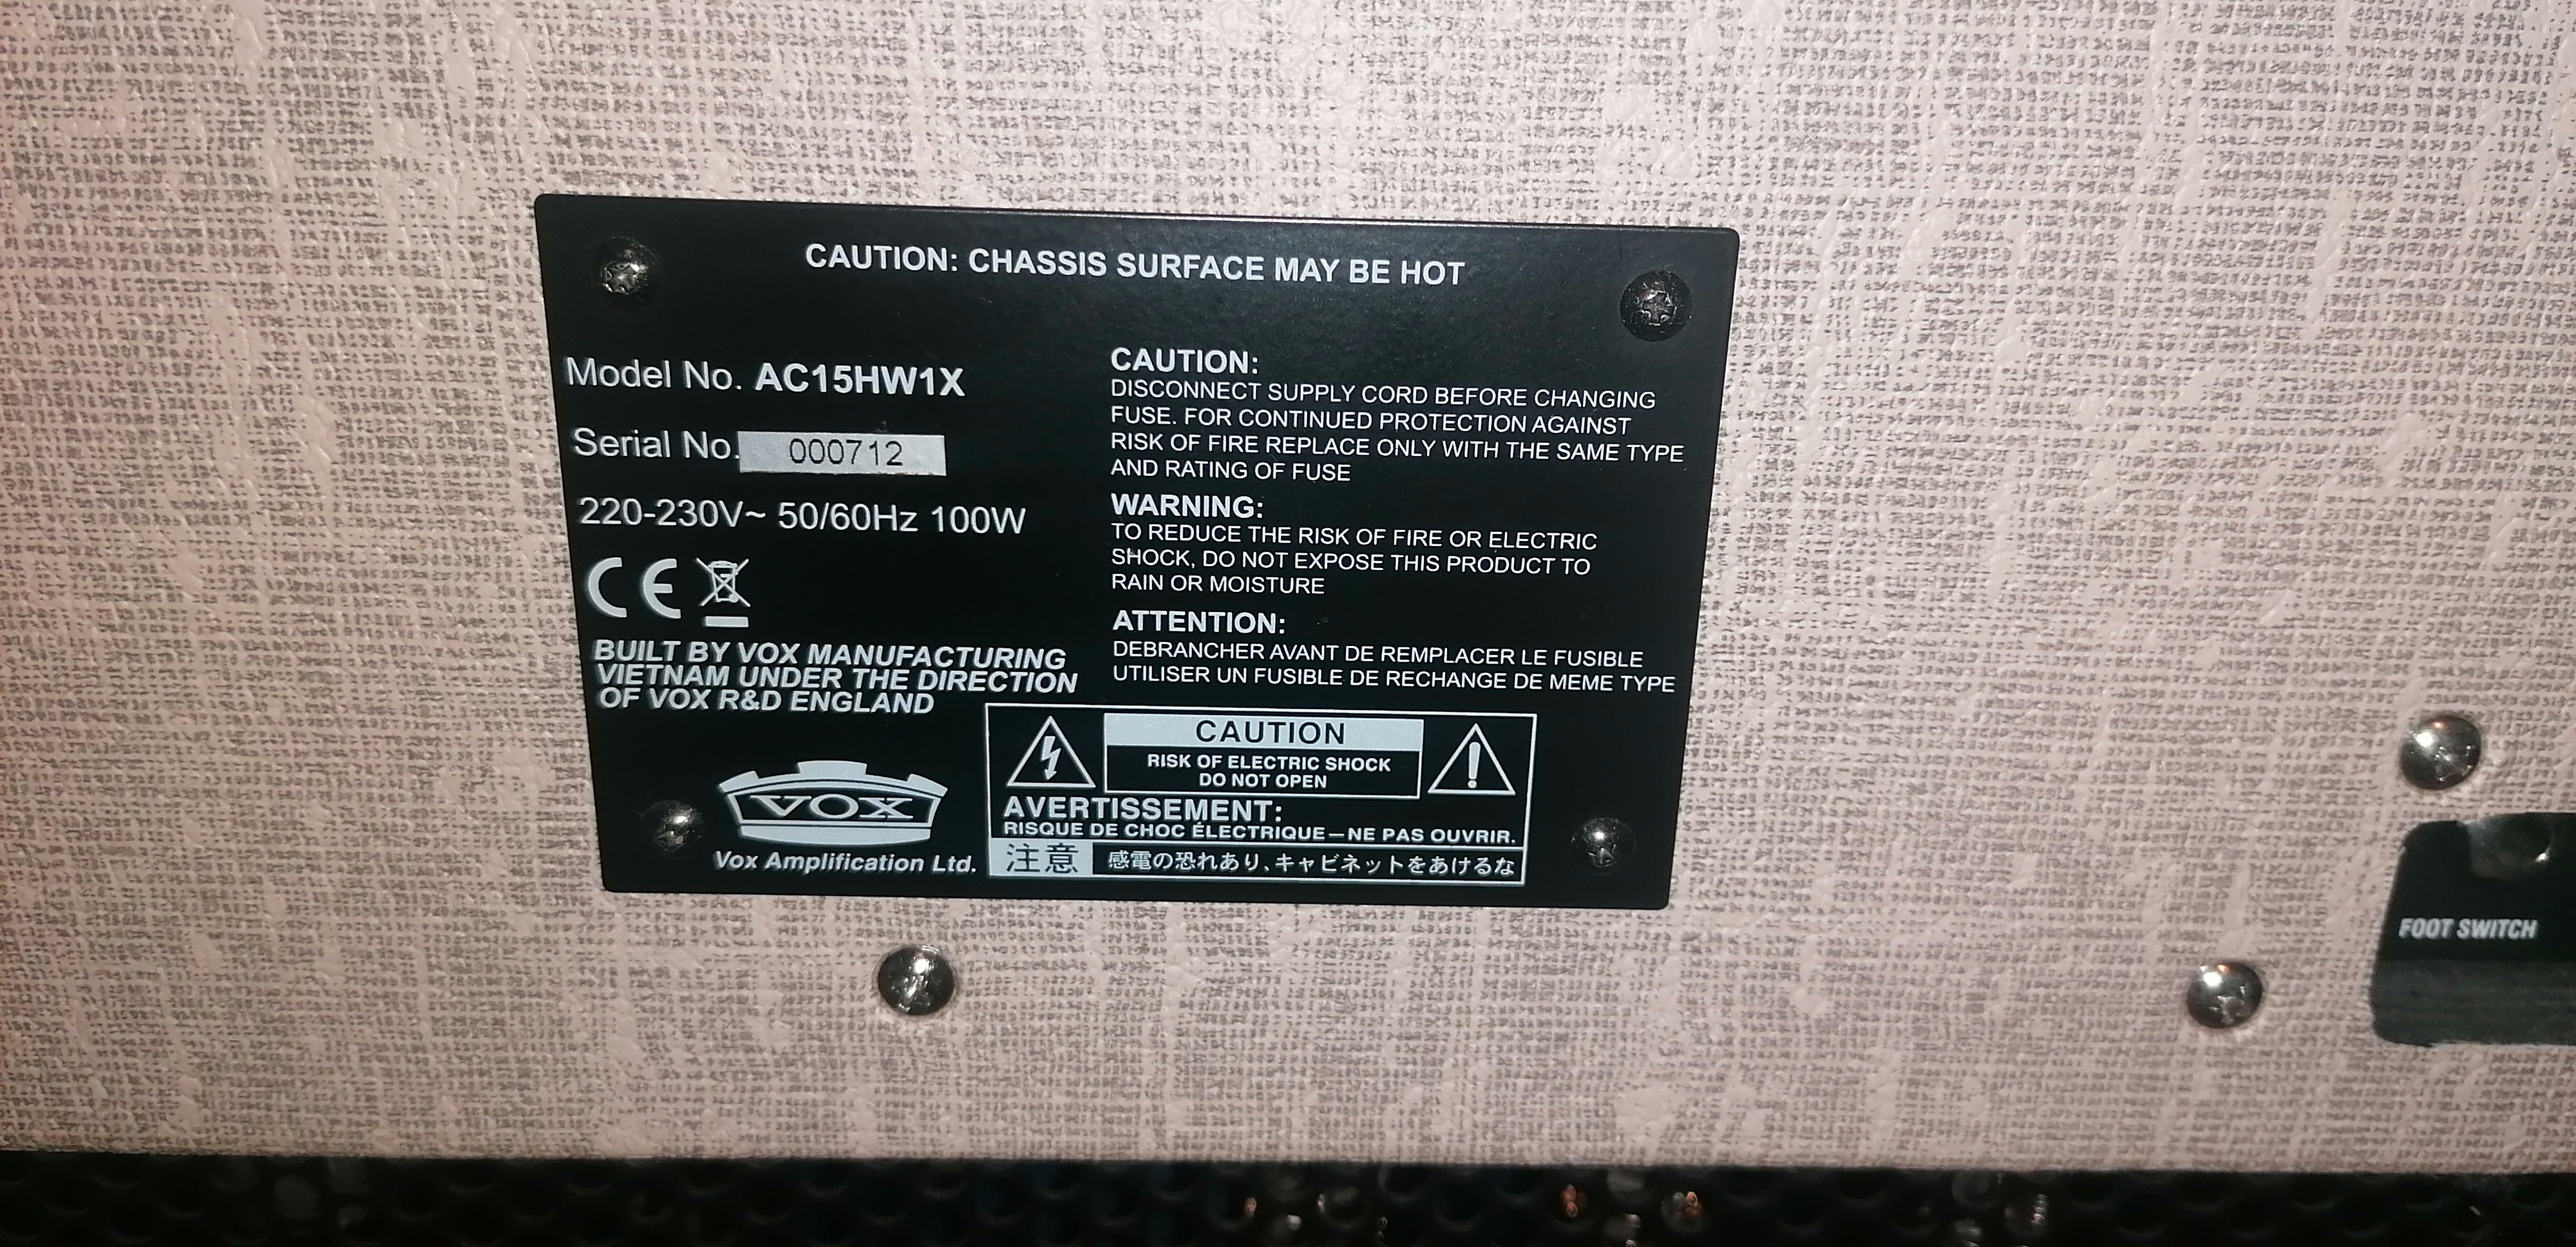 CAUTION: CHASSIS SURFACE MAY BE HOT
Model No. AC15HW1X
Serial No. 000712
220-230V~ 50/60Hz 100W
CE
BUILT BY VOX MANUFACTURING
VIETNAM UNDER THE DIRECTION
OF VOX R&D ENGLAND
VOX
Vox Amplification Ltd.
CAUTION:
DISCONNECT SUPPLY CORD BEFORE CHANGING
FUSE. FOR CONTINUED PROTECTION AGAINST
RISK OF FIRE REPLACE ONLY WITH THE SAME TYPE
AND RATING OF FUSE
WARNING:
TO REDUCE THE RISK OF FIRE OR ELECTRIC
SHOCK, DO NOT EXPOSE THIS PRODUCT TO
RAIN OR MOISTURE
ATTENTION:
DEBRANCHER AVANT DE REMPLACER LE FUSIBLE
UTILISER UN FUSIBLE DE RECHANGE DE MEME TYPE
CAUTION
RISK OF ELECTRIC SHOCK
DO NOT OPEN
AVERTISSEMENT:
RISQUE DE CHOC ÉLECTRIQUE—NE PAS OUVRIR.
注意 感電の恐れあり、キャビネットをあけるな
FOOT SWITCH